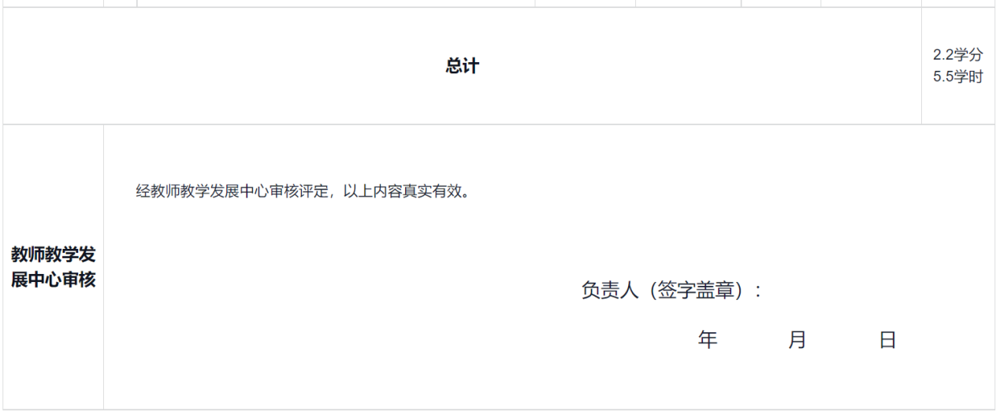 总计
2.2学分
5.5学时
经教师教学发展中心审核评定，以上内容真实有效。
教师教学发
展中心审核
负责人（签字盖章）：
年 月 日